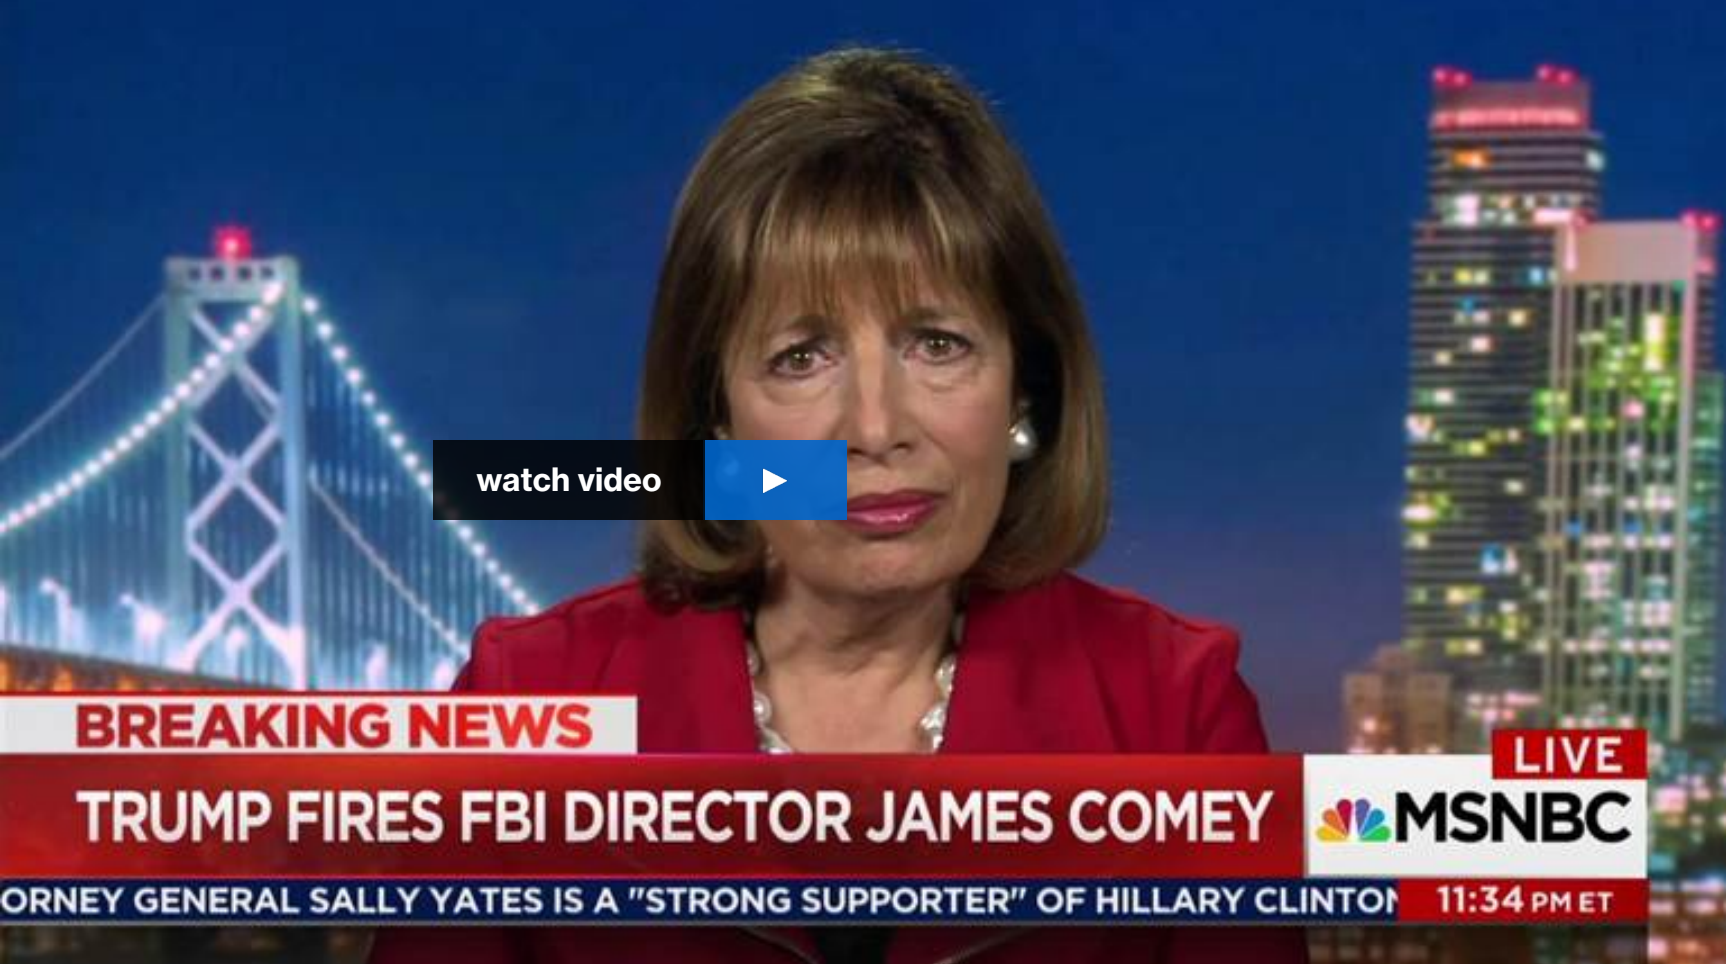 watch video
BREAKING NEWS
LIVE
TRUMP FIRES FBI DIRECTOR JAMES COMEY
MSNBC
ORNEY GENERAL SALLY YATES IS A "STRONG SUPPORTER" OF HILLARY CLINTON
11:34 PM ET